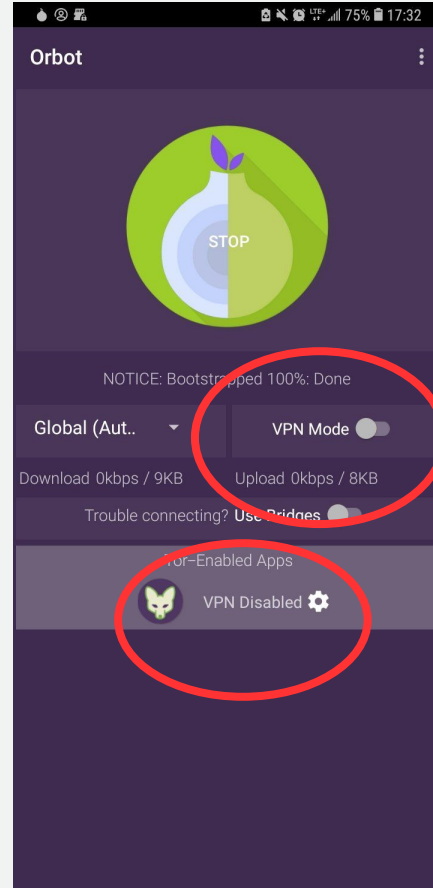 LTE+ 75% 17:32
Orbot
STOP
NOTICE: Bootstrapped 100%: Done
Global (Aut.. VPN Mode
Download 0kbps / 9KB Upload 0kbps / 8KB
Trouble connecting? Use Bridges
Tor-Enabled Apps
VPN Disabled